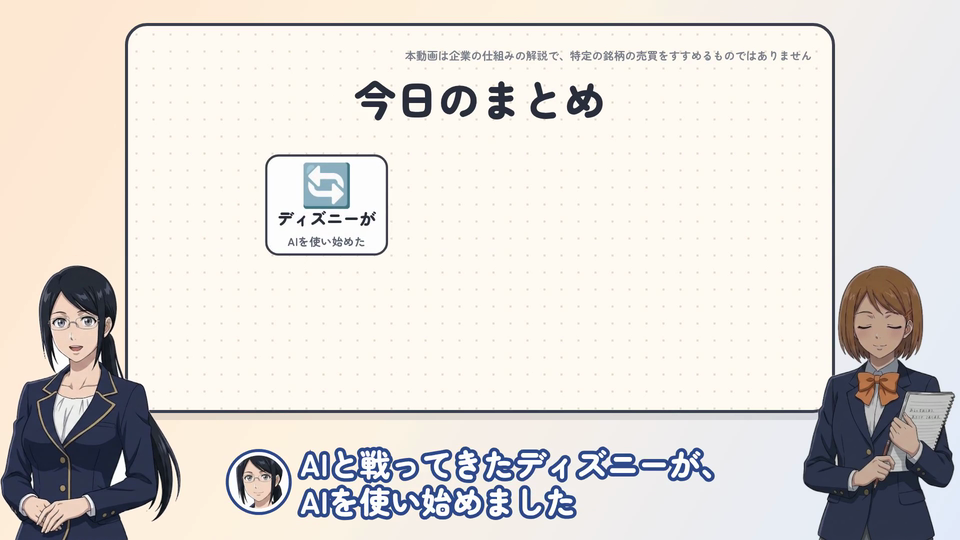 本動画は企業の仕組みの解説で、特定の銘柄の売買をすすめるものではありません
今日のまとめ
ディズニーが
AIを使い始めた
AIと戦ってきたディズニーが、
AIを使い始めました